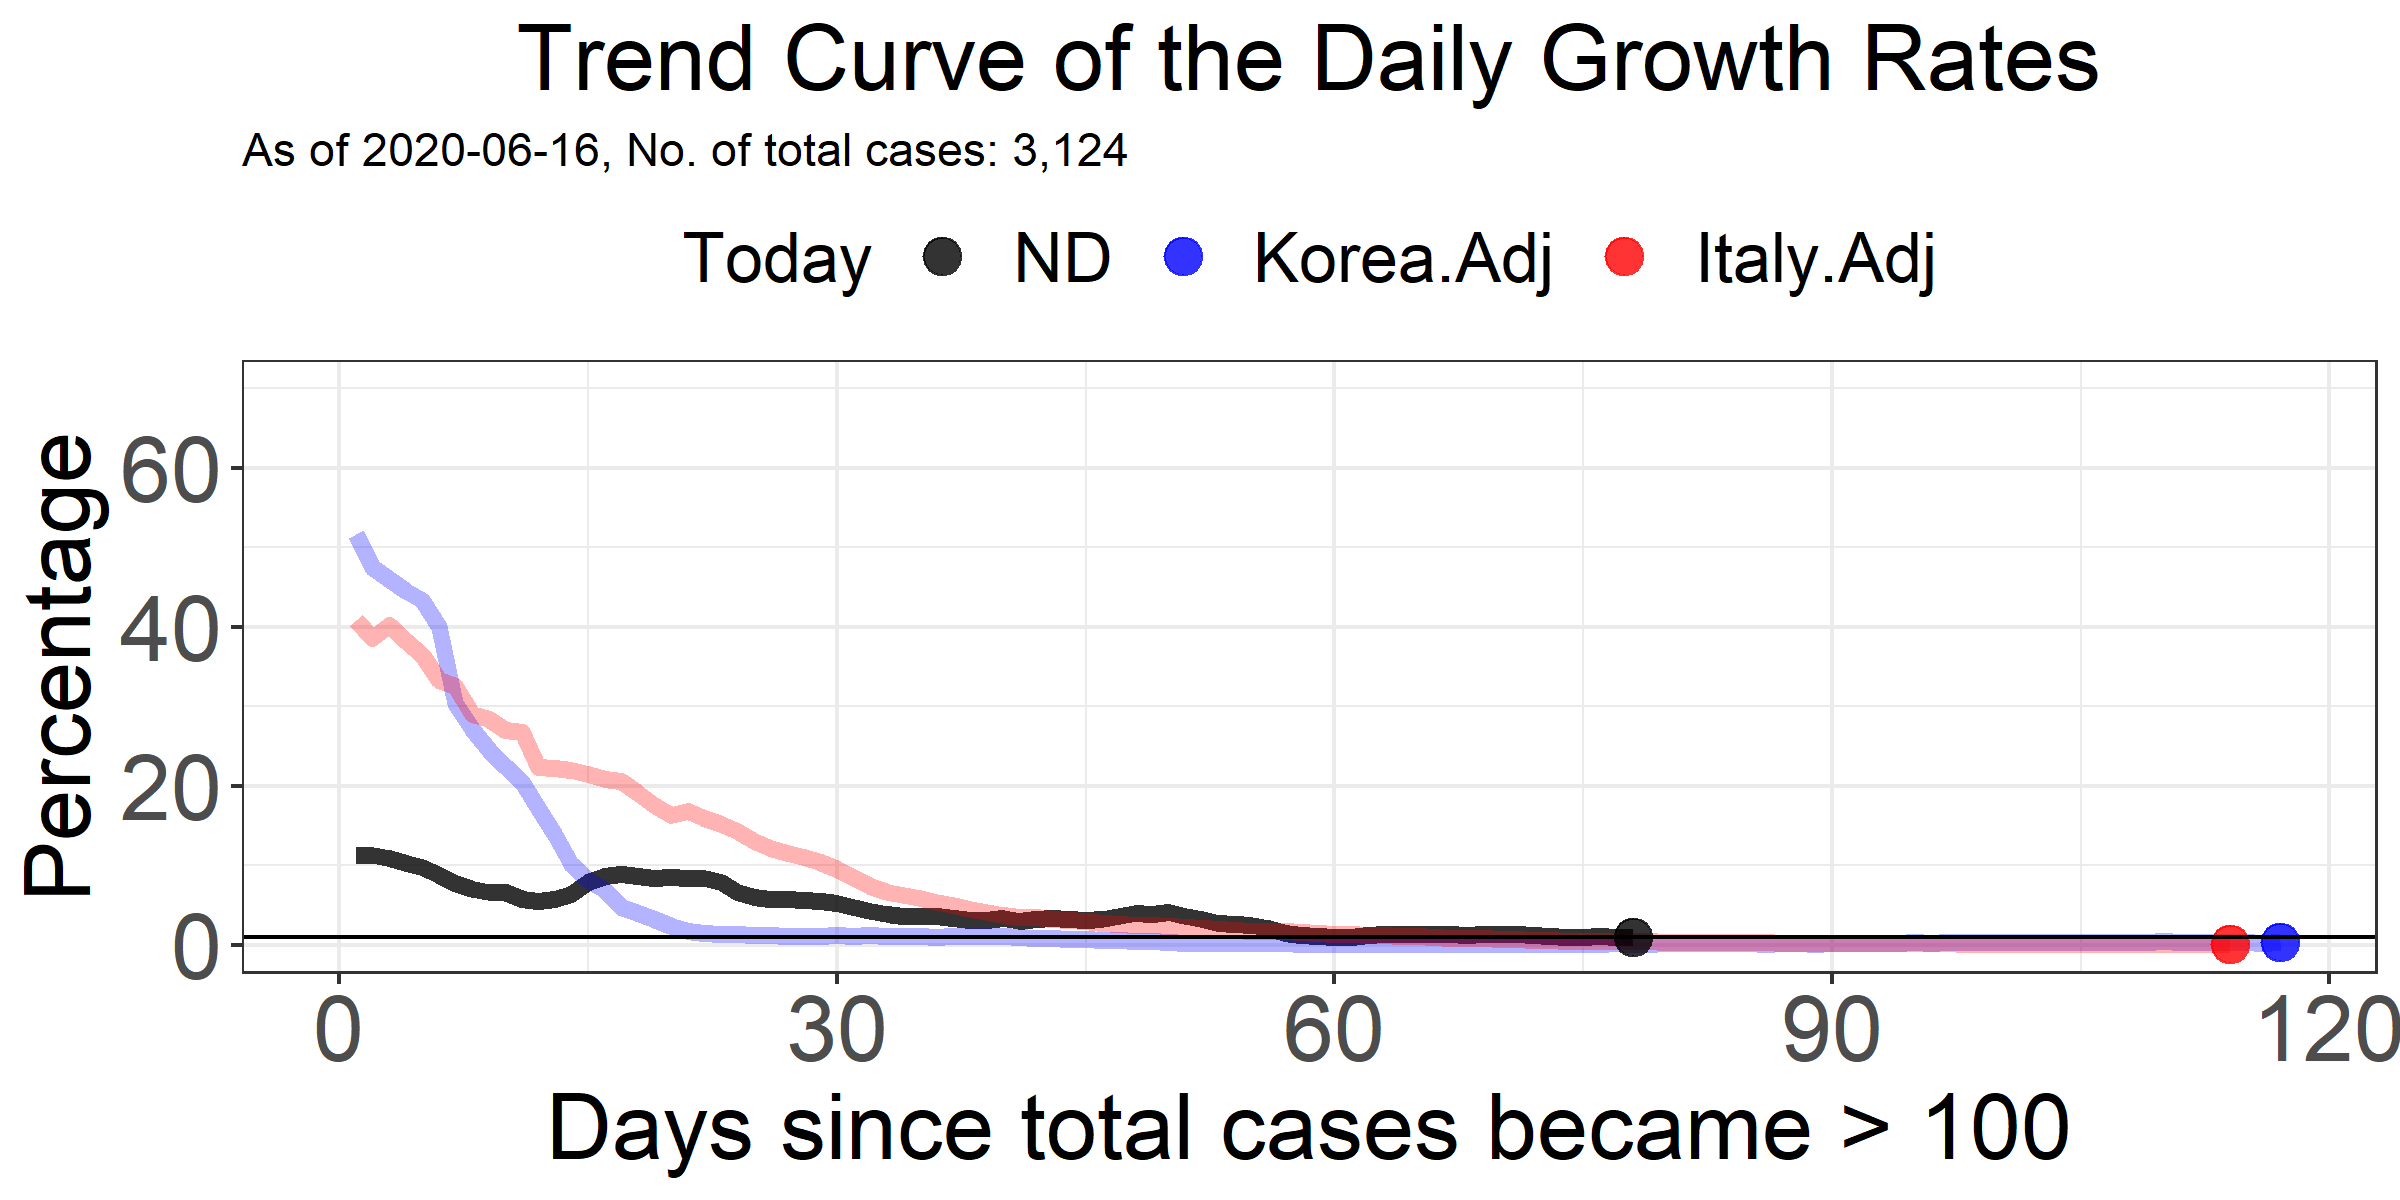 Trend Curve of the Daily Growth Rates
As of 2020-06-16, No. of total cases: 3,124
Today ND Korea.Adj Italy.Adj
Percentage
60
40
20
0
0 30 60 90 120
Days since total cases became > 100